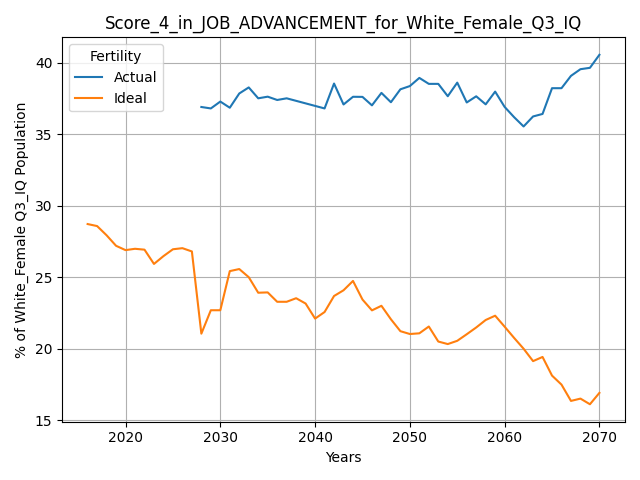 Score_4_in_JOB_ADVANCEMENT_for_White_Female_Q3_IQ
Fertility
Actual
Ideal
% of White_Female Q3_IQ Population
40
35
30
25
20
15
2020
2030
2040
2050
2060
2070
Years